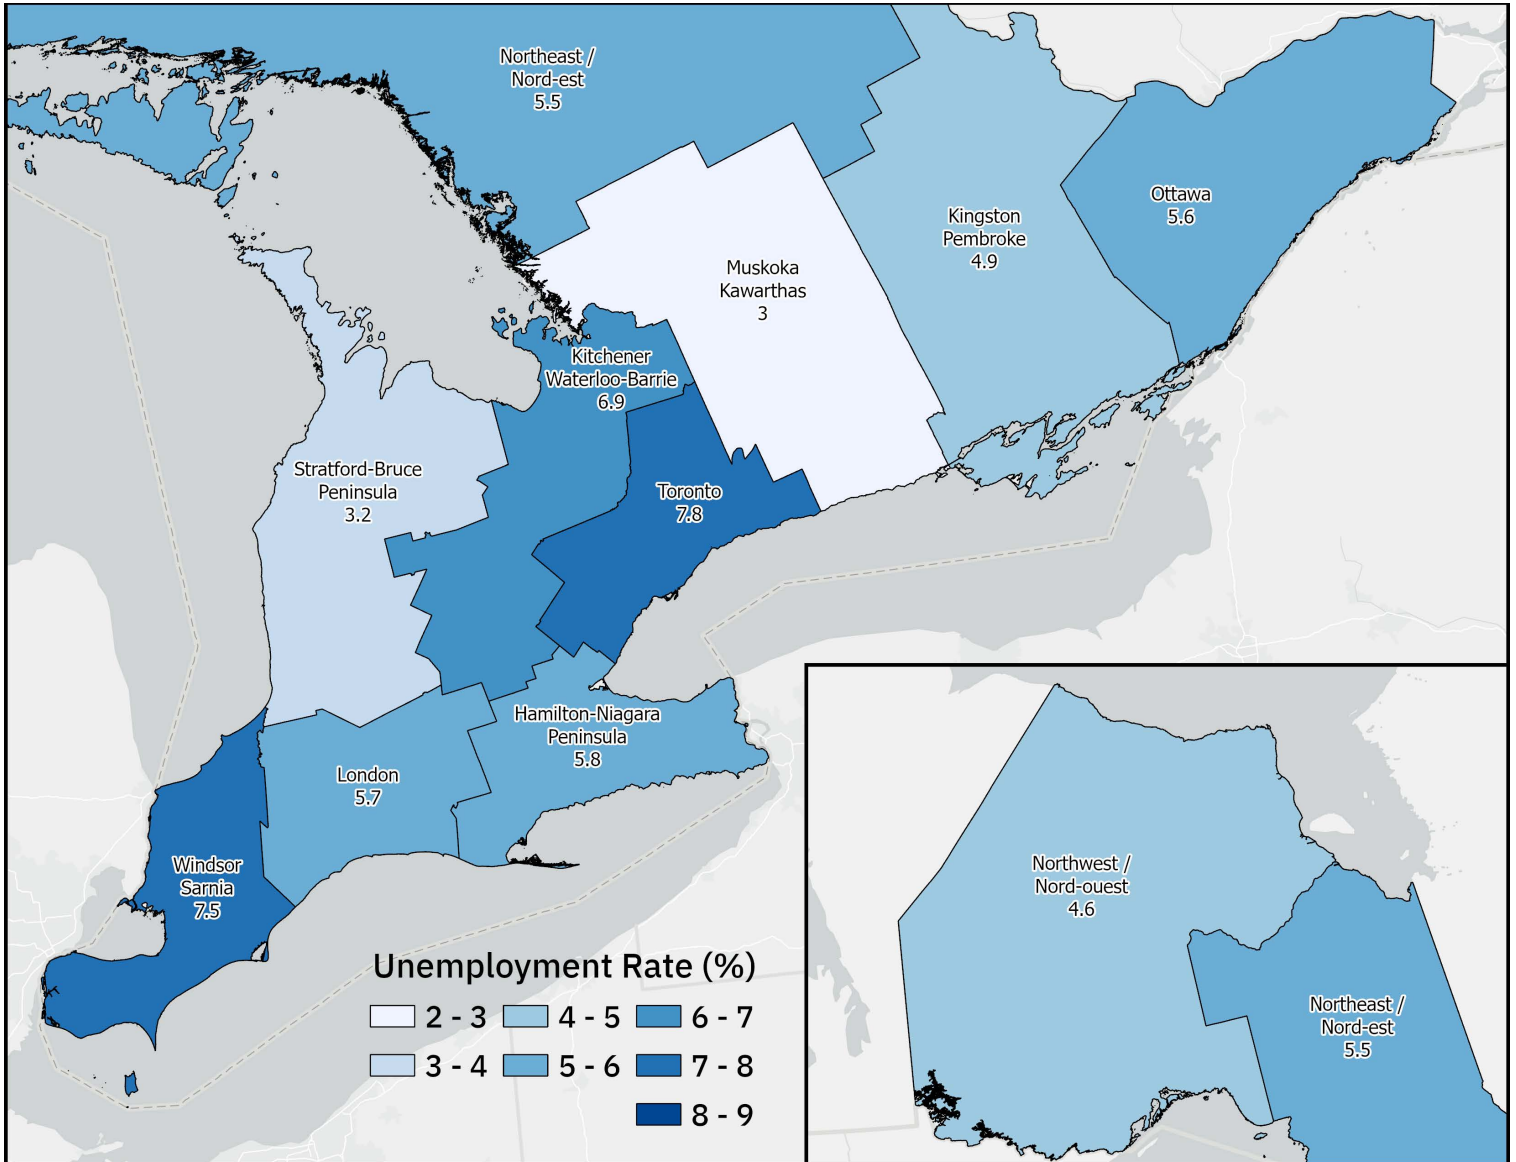 Northeast /
Nord-est
5.5
Ottawa
5.6
Kingston
Pembroke
4.9
Muskoka
Kawarthas
3
Kitchener
Waterloo-Barrie
6.9
Stratford-Bruce
Peninsula
3.2
Toronto
7.8
Hamilton-Niagara
Peninsula
5.8
London
5.7
Windsor
Sarnia
7.5
Northwest /
Nord-ouest
4.6
Northeast /
Nord-est
5.5
Unemployment Rate (%)
2 - 3
4 - 5
6 - 7
3 - 4
5 - 6
7 - 8
8 - 9